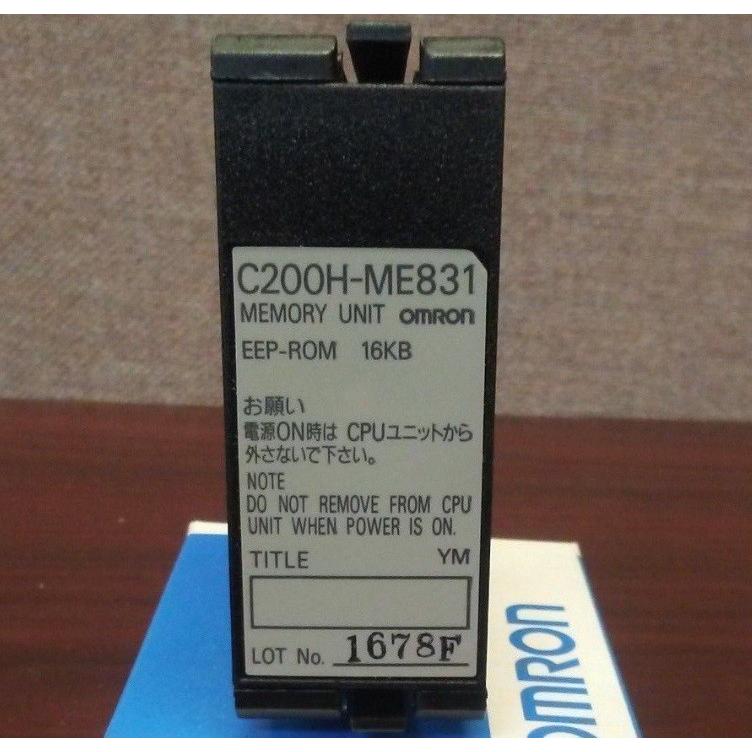 C200H-ME831
MEMORY UNIT OMRON
EEP-ROM 16KB
お願い
電源ON時は CPUユニットから
外さないで下さい。
NOTE
DO NOT REMOVE FROM CPU
UNIT WHEN POWER IS ON.
TITLE YM
LOT No. 1678F
OMRON